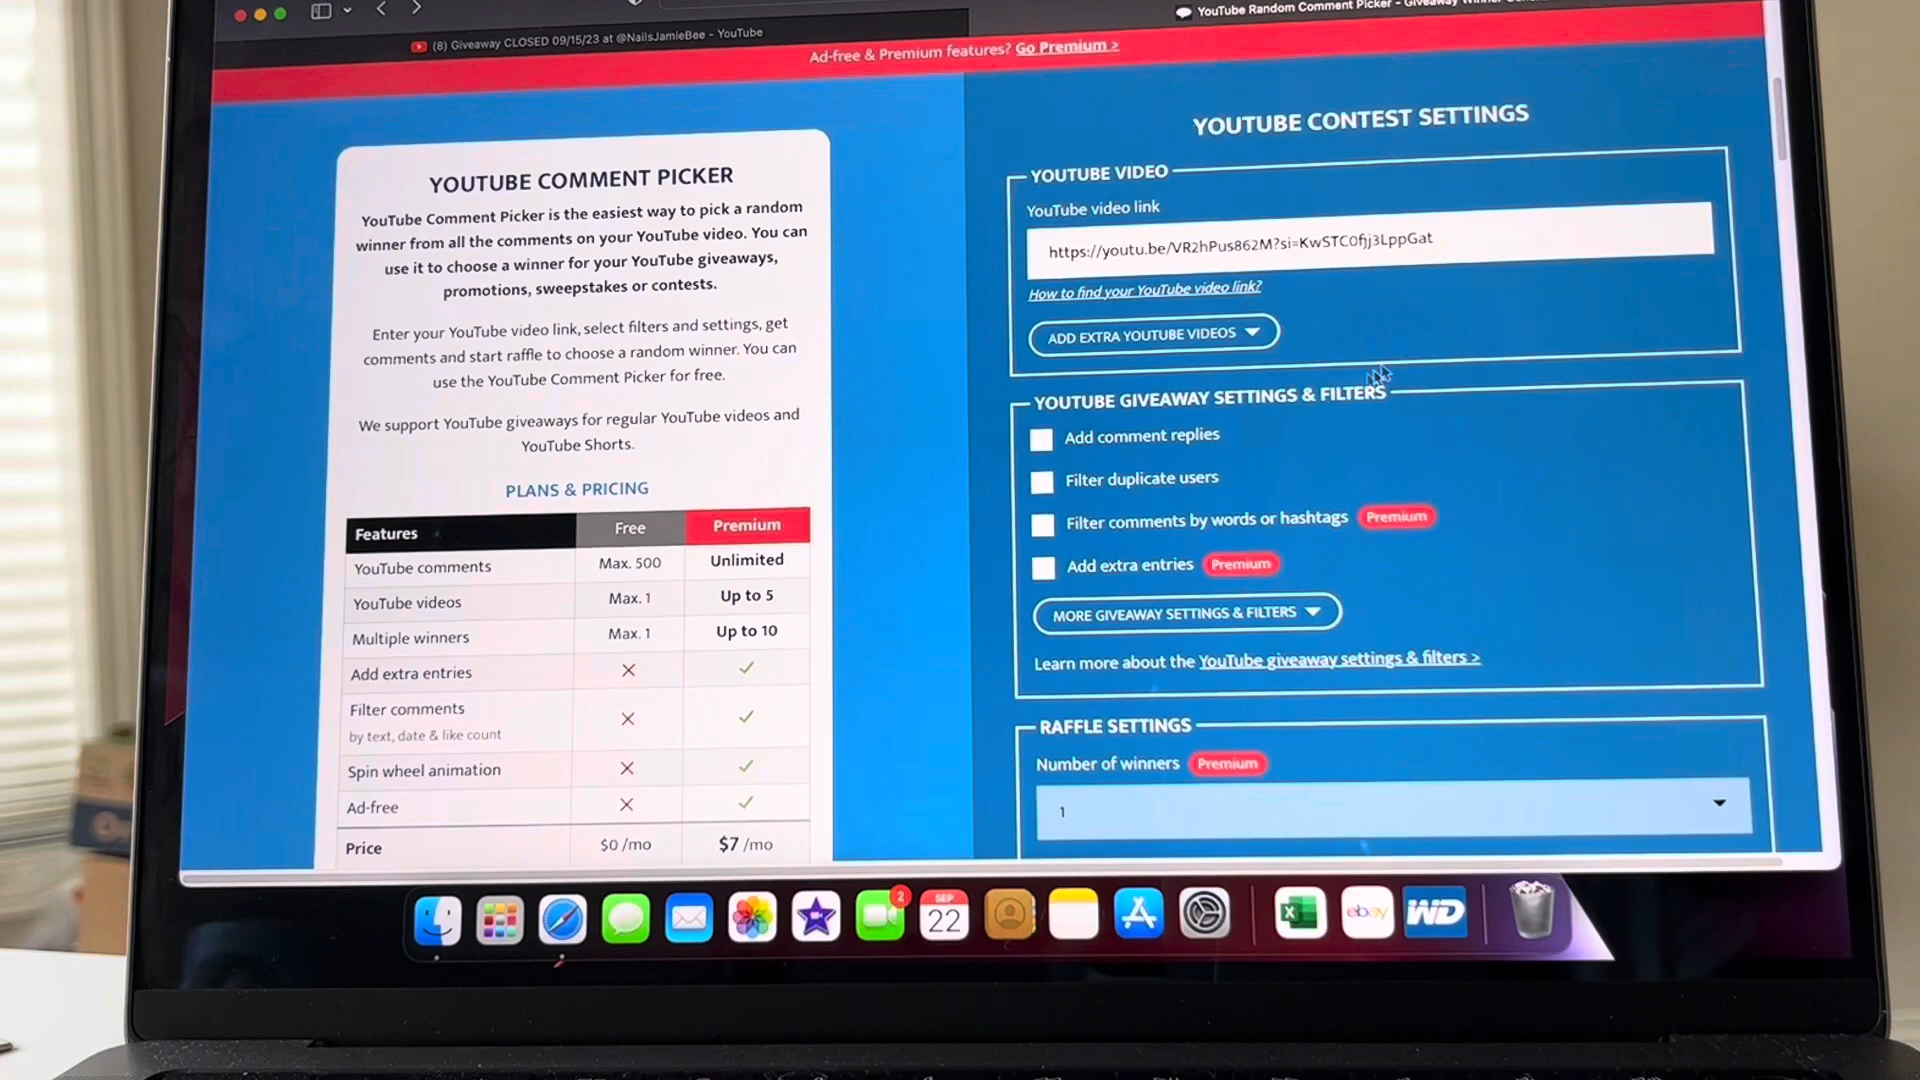 (8) Giveaway CLOSED 09/15/23 at @NailsJamieBee - YouTube
YouTube Random Comment Picker - Giveaway
Ad-free & Premium features? Go Premium >
YOUTUBE COMMENT PICKER
YouTube Comment Picker is the easiest way to pick a random
winner from all the comments on your YouTube video. You can
use it to choose a winner for your YouTube giveaways,
promotions, sweepstakes or contests.
Enter your YouTube video link, select filters and settings, get
comments and start raffle to choose a random winner. You can
use the YouTube Comment Picker for free.
We support YouTube giveaways for regular YouTube videos and
YouTube Shorts.
PLANS & PRICING
Features Free Premium
YouTube comments Max. 500 Unlimited
YouTube videos Max. 1 Up to 5
Multiple winners Max. 1 Up to 10
Add extra entries
Filter comments
by text, date & like count
Spin wheel animation
Ad-free
Price $0 /mo $7 /mo
YOUTUBE CONTEST SETTINGS
YOUTUBE VIDEO
YouTube video link
https://youtu.be/VR2hPus862M?si=KwSTC0fjj3LppGat
How to find your YouTube video link?
ADD EXTRA YOUTUBE VIDEOS
YOUTUBE GIVEAWAY SETTINGS & FILTERS
Add comment replies
Filter duplicate users
Filter comments by words or hashtags Premium
Add extra entries Premium
MORE GIVEAWAY SETTINGS & FILTERS
Learn more about the YouTube giveaway settings & filters >
RAFFLE SETTINGS
Number of winners Premium
1
2
SEP
22
ebay
WD